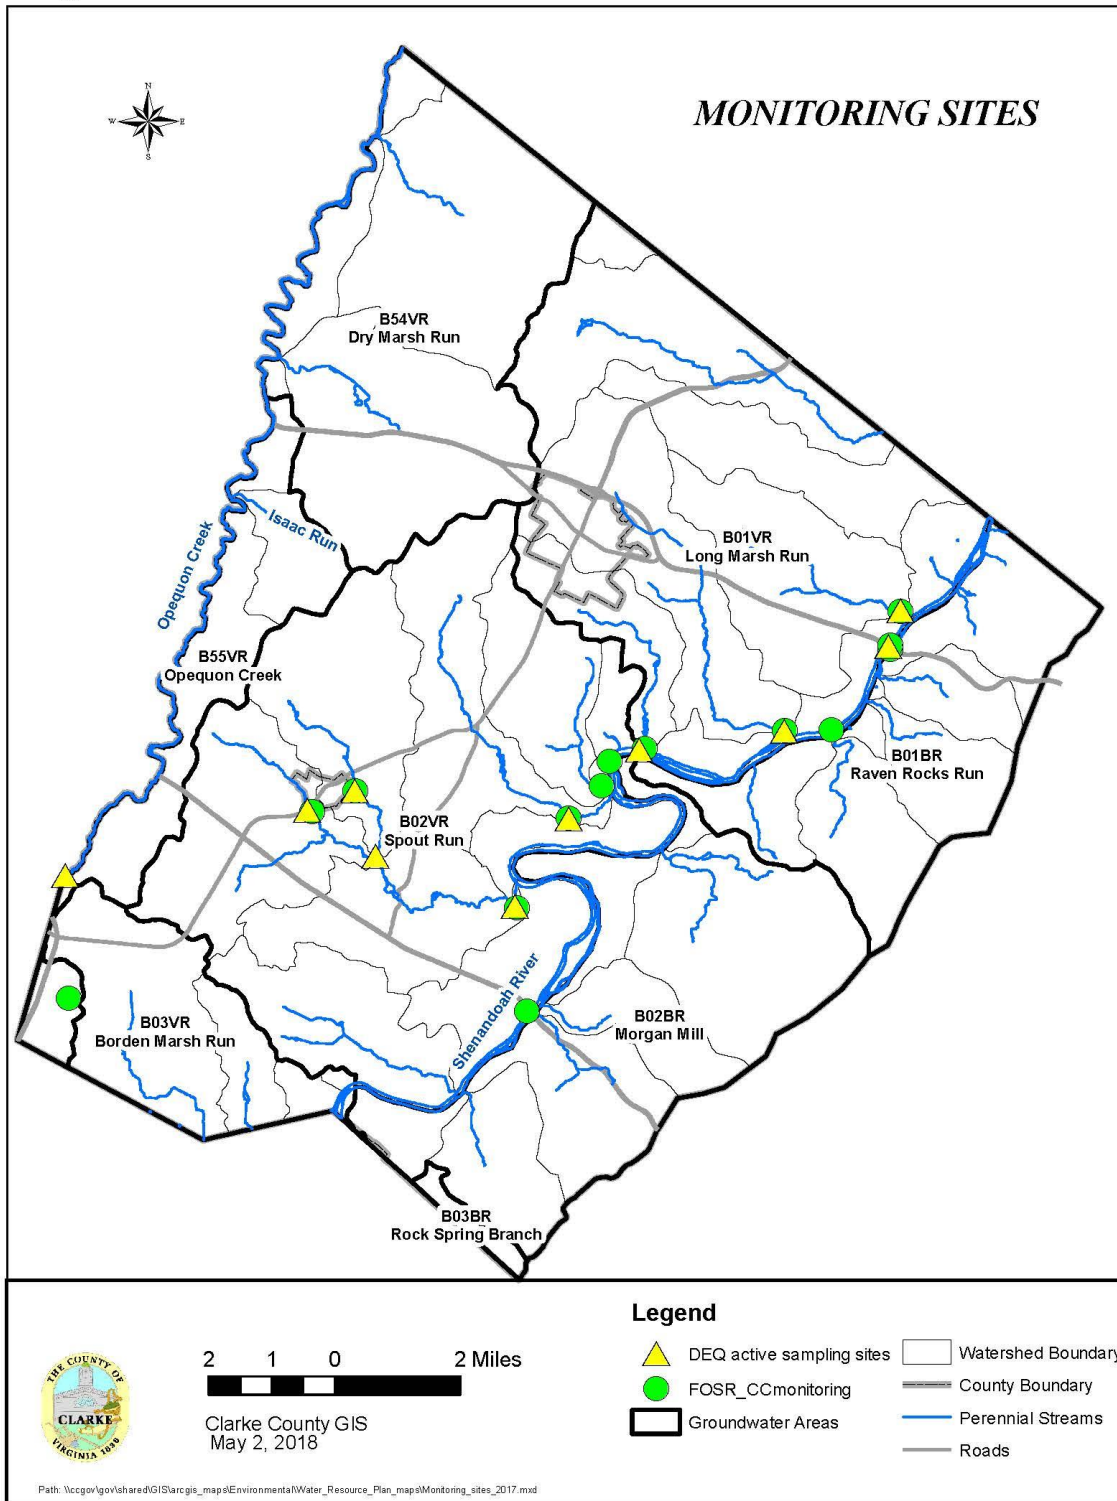 MONITORING SITES
N
W
E
S
B54VR
Dry Marsh Run
Isaac Run
Opequon Creek
B01VR
Long Marsh Run
B55VR
Opequon Creek
B01BR
Raven Rocks Run
B02VR
Spout Run
Shenandoah River
B02BR
Morgan Mill
B03VR
Borden Marsh Run
B03BR
Rock Spring Branch
THE COUNTY OF
CLARKE
VIRGINIA 1836
2 1 0 2 Miles
Clarke County GIS
May 2, 2018
Legend
DEQ active sampling sites
FOSR_CCmonitoring
Groundwater Areas
Watershed Boundary
County Boundary
Perennial Streams
Roads
Path: \\ccgov\gov\shared\GIS\arcgis_maps\Environmental\Water_Resource_Plan_maps\Monitoring_sites_2017.mxd